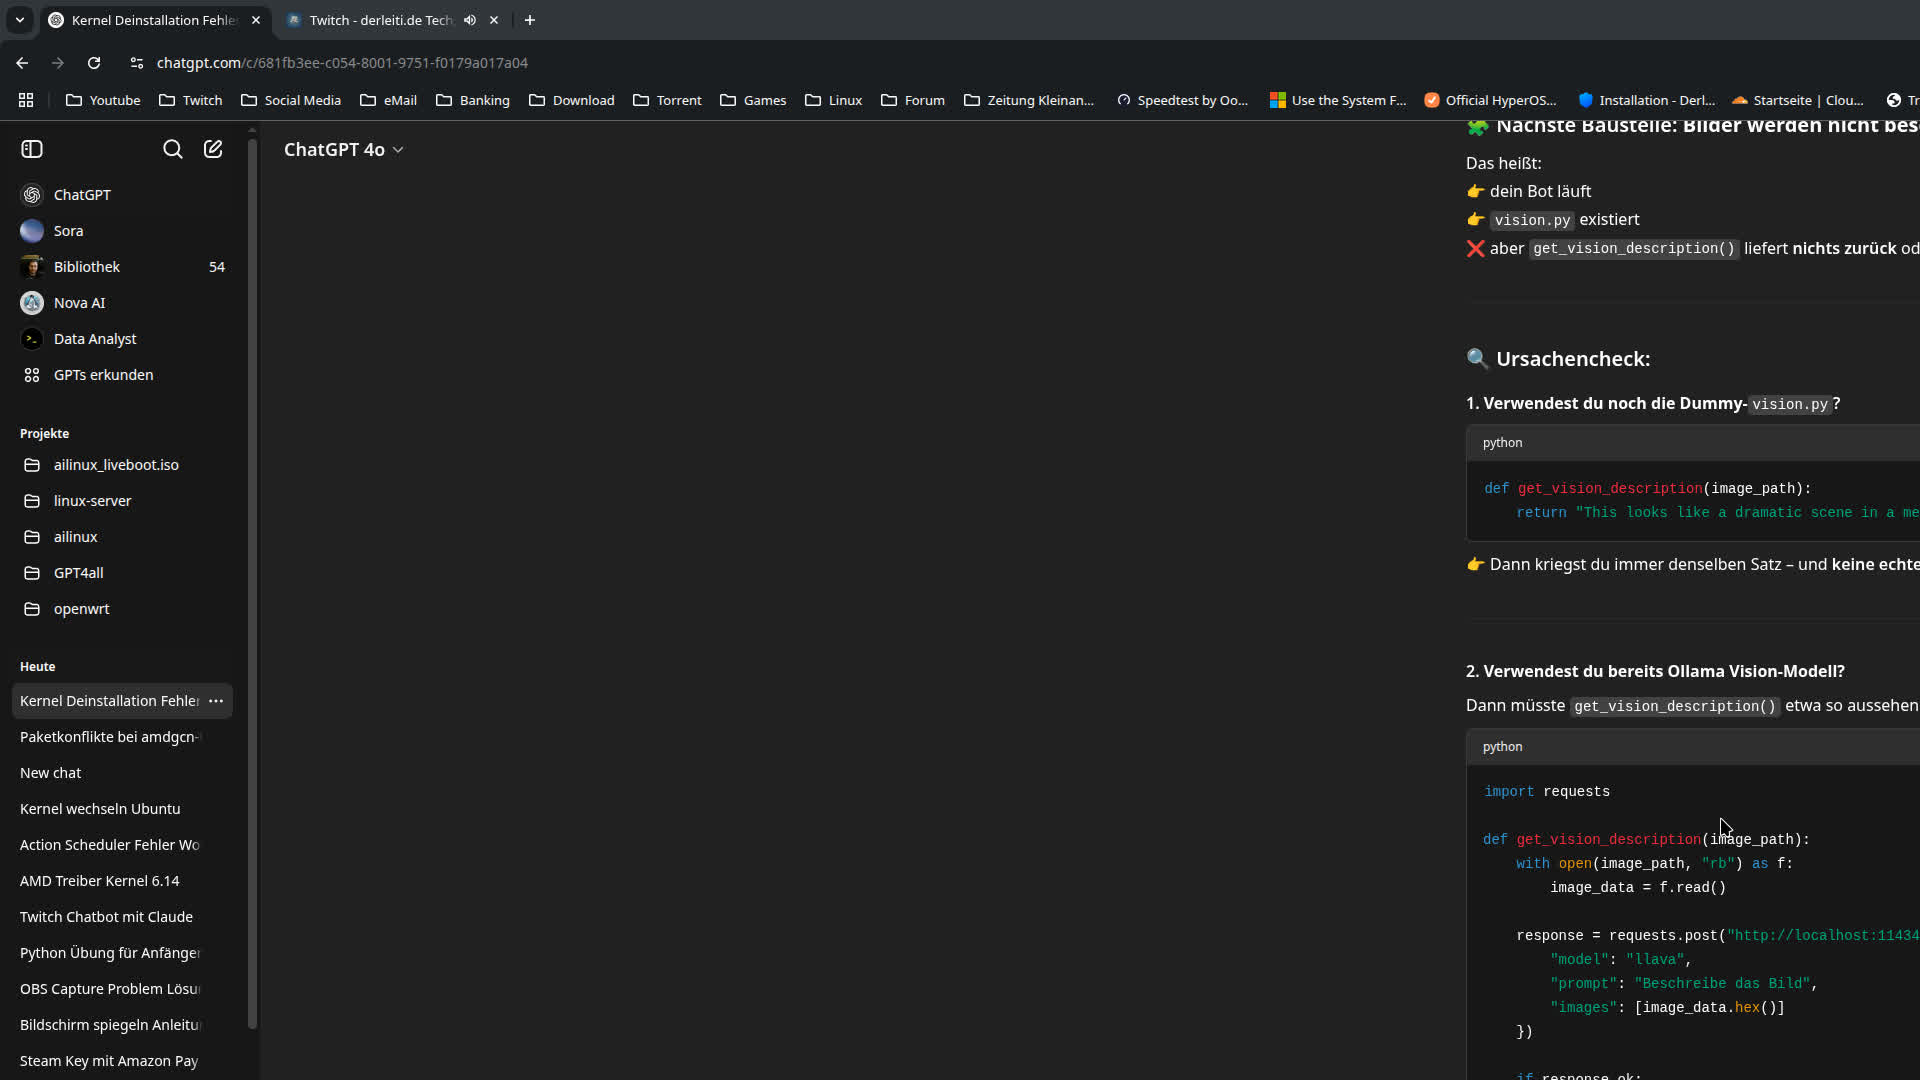 Kernel Deinstallation Fehle
Twitch - derleiti.de Tech
chatgpt.com/c/681fb3ee-c054-8001-9751-f0179a017a04
Youtube Twitch Social Media eMail Banking Download Torrent Games Linux Forum Zeitung Kleinan... Speedtest by Oo... Use the System F... Official HyperOS... Installation - Derl... Startseite | Clou... Tr
ChatGPT 4o
ChatGPT
Sora
Bibliothek 54
Nova AI
Data Analyst
GPTs erkunden
Projekte
ailinux_liveboot.iso
linux-server
ailinux
GPT4all
openwrt
Heute
Kernel Deinstallation Fehler
Paketkonflikte bei amdgcn-
New chat
Kernel wechseln Ubuntu
Action Scheduler Fehler Wo
AMD Treiber Kernel 6.14
Twitch Chatbot mit Claude
Python Übung für Anfänger
OBS Capture Problem Lösu
Bildschirm spiegeln Anleitu
Steam Key mit Amazon Pay
🧩 Nächste Baustelle: Bilder werden nicht bes
Das heißt:
👉 dein Bot läuft
👉 vision.py existiert
❌ aber get_vision_description() liefert nichts zurück od
🔍 Ursachencheck:
1. Verwendest du noch die Dummy-vision.py?
python
def get_vision_description(image_path):
    return "This looks like a dramatic scene in a me
👉 Dann kriegst du immer denselben Satz – und keine echte
2. Verwendest du bereits Ollama Vision-Modell?
Dann müsste get_vision_description() etwa so aussehen
python
import requests
def get_vision_description(image_path):
    with open(image_path, "rb") as f:
        image_data = f.read()
    response = requests.post("http://localhost:11434
        "model": "llava",
        "prompt": "Beschreibe das Bild",
        "images": [image_data.hex()]
    })
    if response.ok: